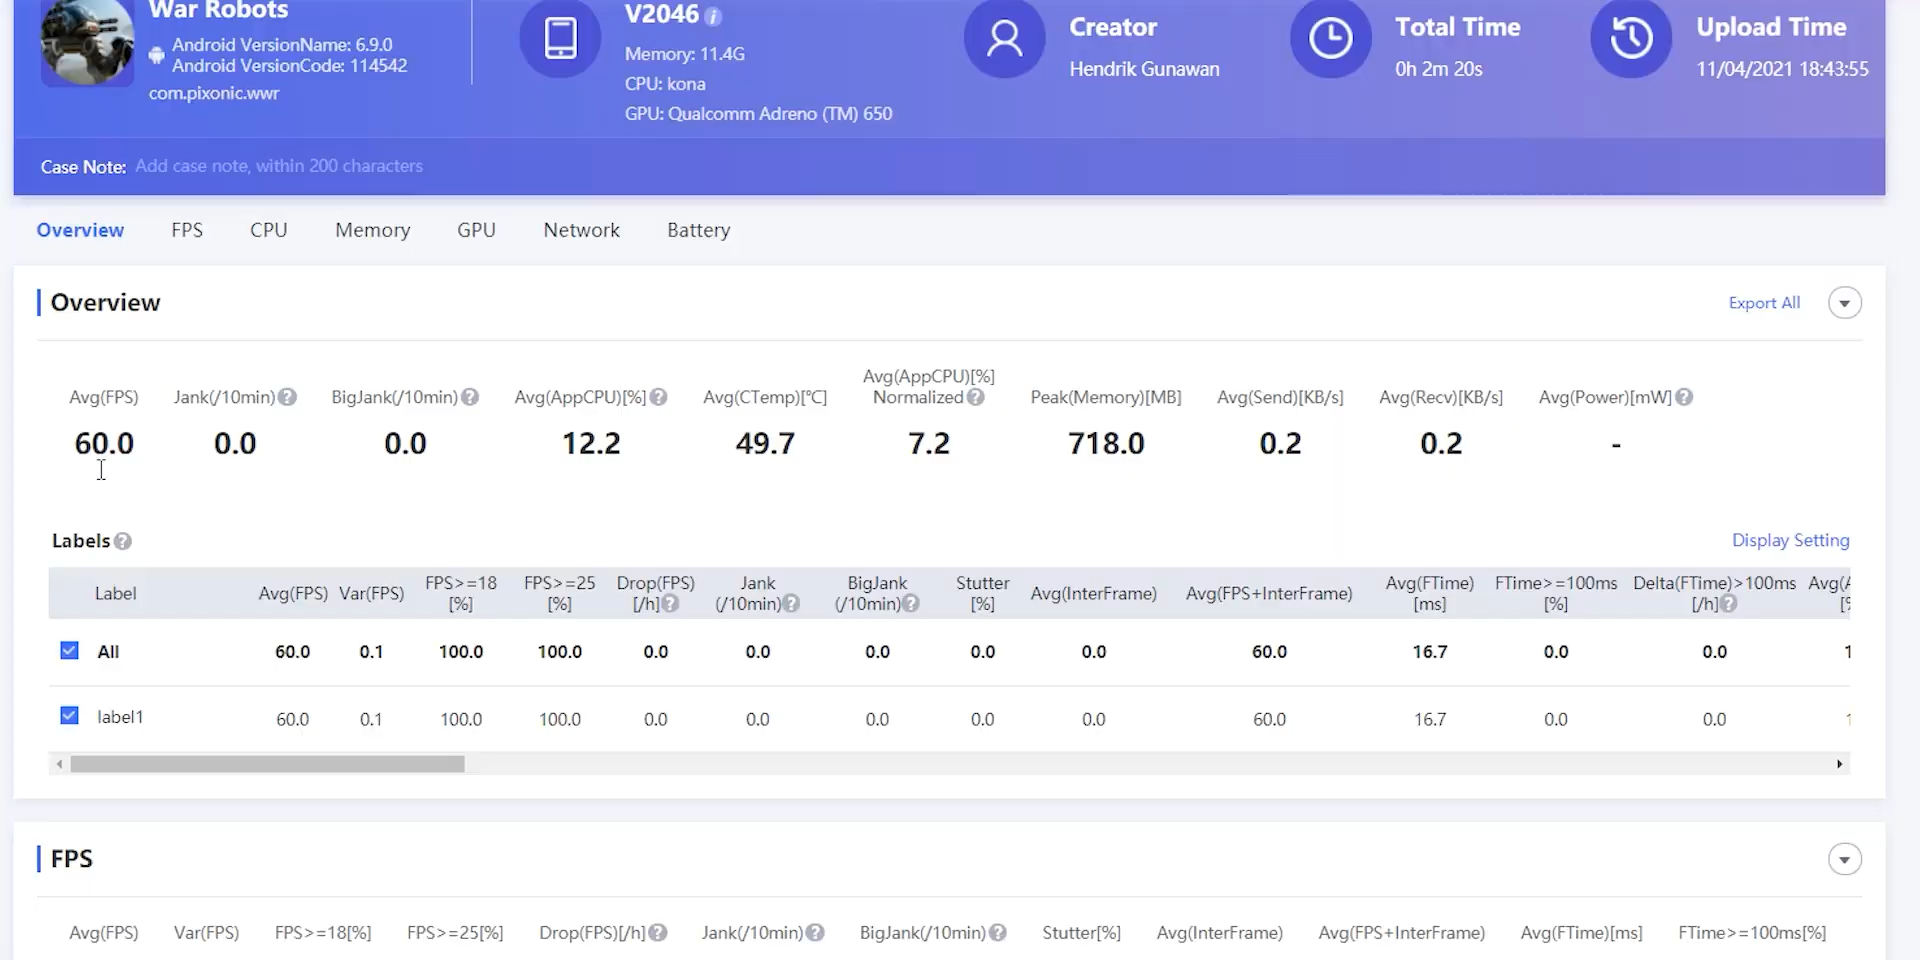 War Robots
Android VersionName: 6.9.0
Android VersionCode: 114542
com.pixonic.wwr
V2046
Memory: 11.4G
CPU: kona
GPU: Qualcomm Adreno (TM) 650
Creator
Hendrik Gunawan
Total Time
0h 2m 20s
Upload Time
11/04/2021 18:43:55
Case Note: Add case note, within 200 characters
Overview FPS CPU Memory GPU Network Battery
Overview
Export All
Avg(FPS) Jank(/10min) BigJank(/10min) Avg(AppCPU)[%] Avg(CTemp)[℃] Avg(AppCPU)[%] Normalized Peak(Memory)[MB] Avg(Send)[KB/s] Avg(Recv)[KB/s] Avg(Power)[mW]
60.0 0.0 0.0 12.2 49.7 7.2 718.0 0.2 0.2 -
Labels
Display Setting
Label Avg(FPS) Var(FPS) FPS>=18 [%] FPS>=25 [%] Drop(FPS) [/h] Jank (/10min) BigJank (/10min) Stutter [%] Avg(InterFrame) Avg(FPS+InterFrame) Avg(FTime) [ms] FTime>=100ms [%] Delta(FTime)>100ms [/h]
All 60.0 0.1 100.0 100.0 0.0 0.0 0.0 0.0 0.0 60.0 16.7 0.0 0.0
label1 60.0 0.1 100.0 100.0 0.0 0.0 0.0 0.0 0.0 60.0 16.7 0.0 0.0
FPS
Avg(FPS) Var(FPS) FPS>=18[%] FPS>=25[%] Drop(FPS)[/h] Jank(/10min) BigJank(/10min) Stutter[%] Avg(InterFrame) Avg(FPS+InterFrame) Avg(FTime)[ms] FTime>=100ms[%]